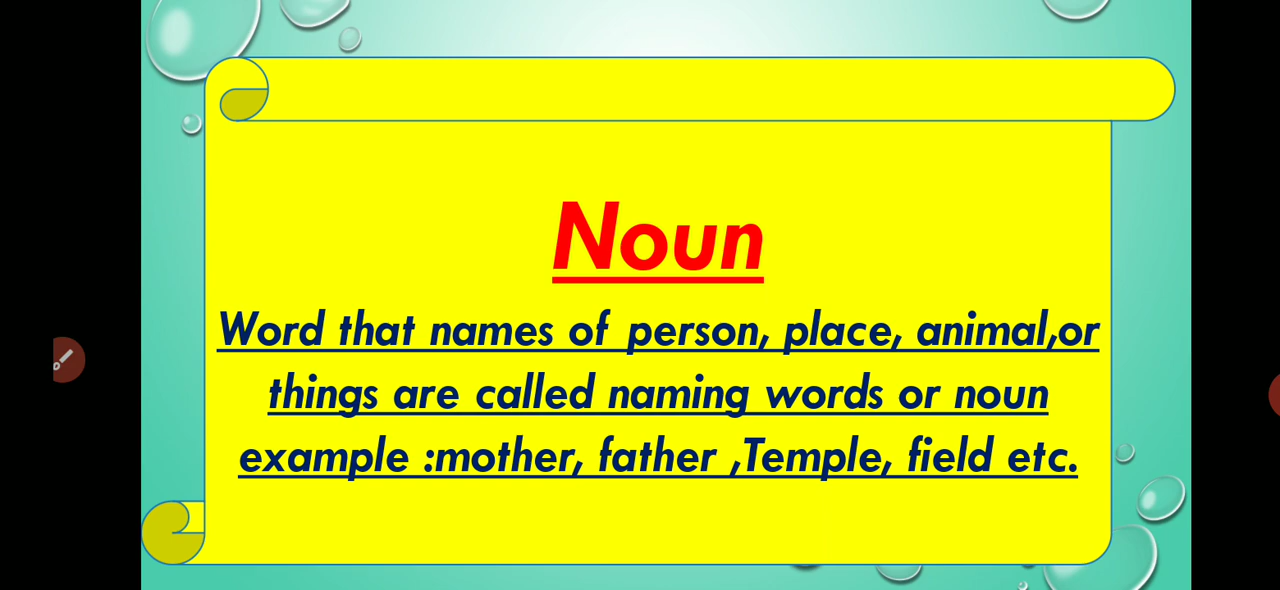 Noun
Word that names of person, place, animal,or
things are called naming words or noun
example :mother, father ,Temple, field etc.